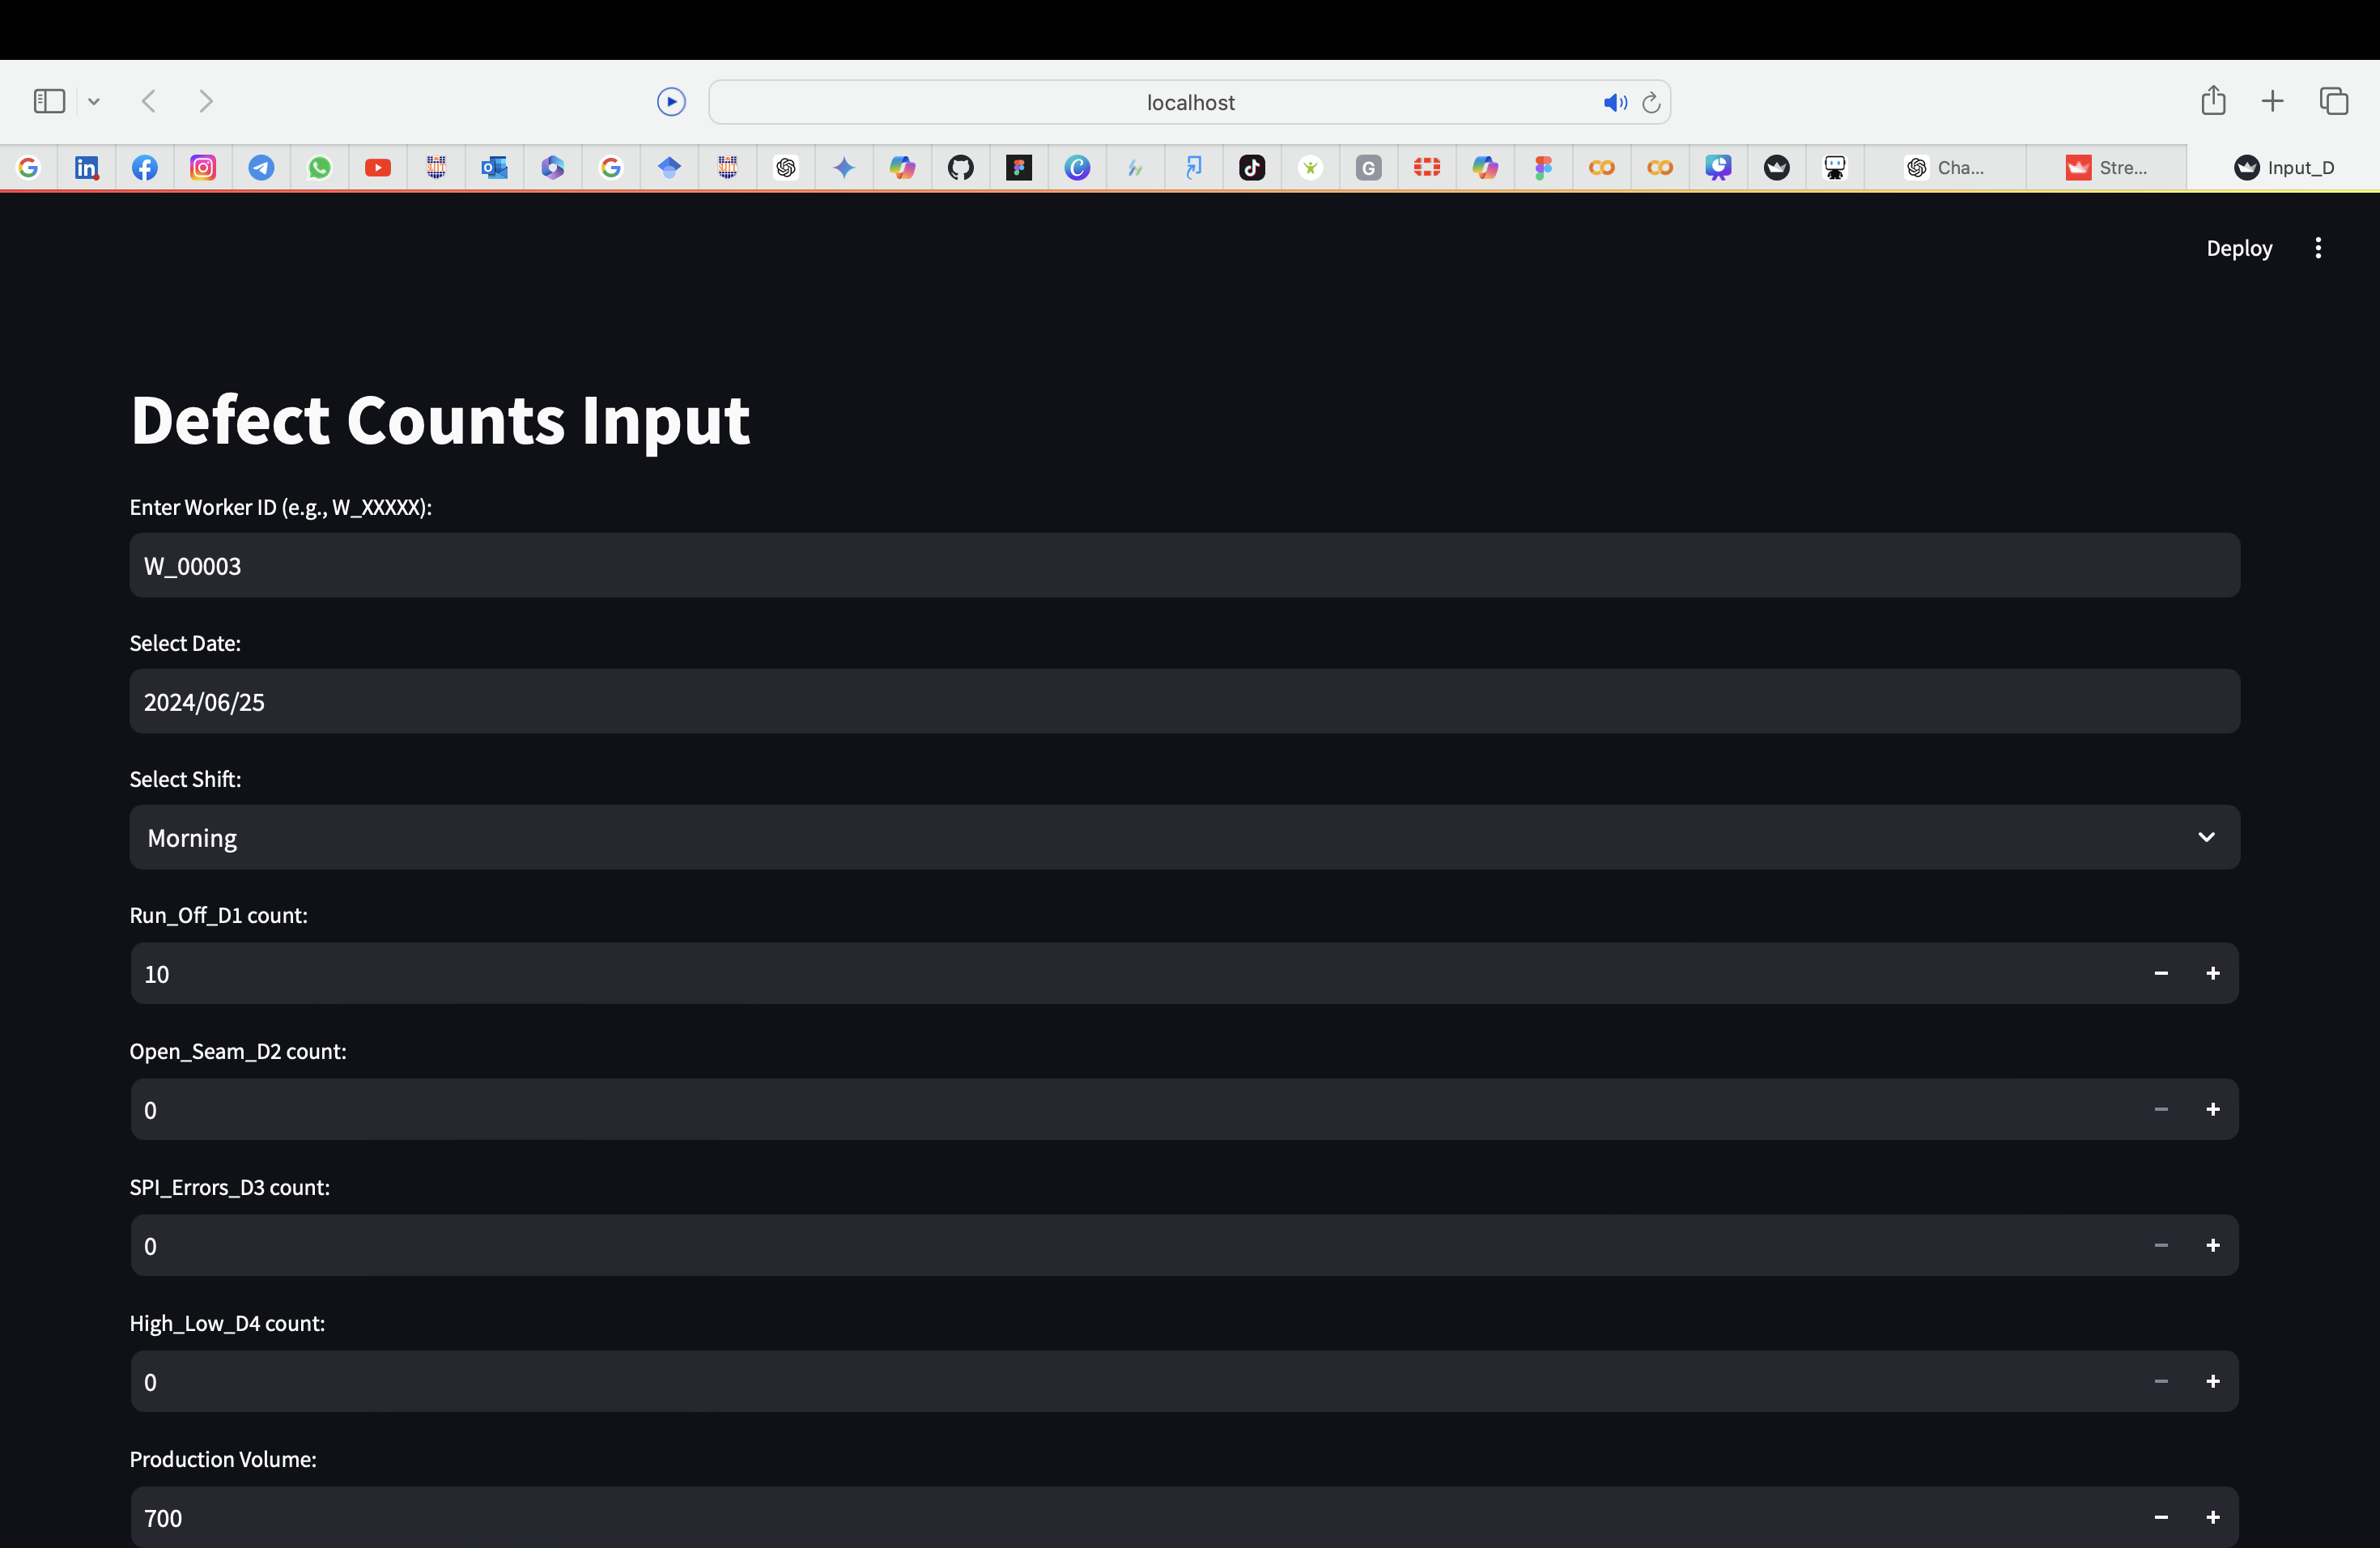 localhost
Cha...
Stre...
Input_D
Deploy
Defect Counts Input
Enter Worker ID (e.g., W_XXXXX):
W_00003
Select Date:
2024/06/25
Select Shift:
Morning
Run_Off_D1 count:
10
Open_Seam_D2 count:
0
SPI_Errors_D3 count:
0
High_Low_D4 count:
0
Production Volume:
700